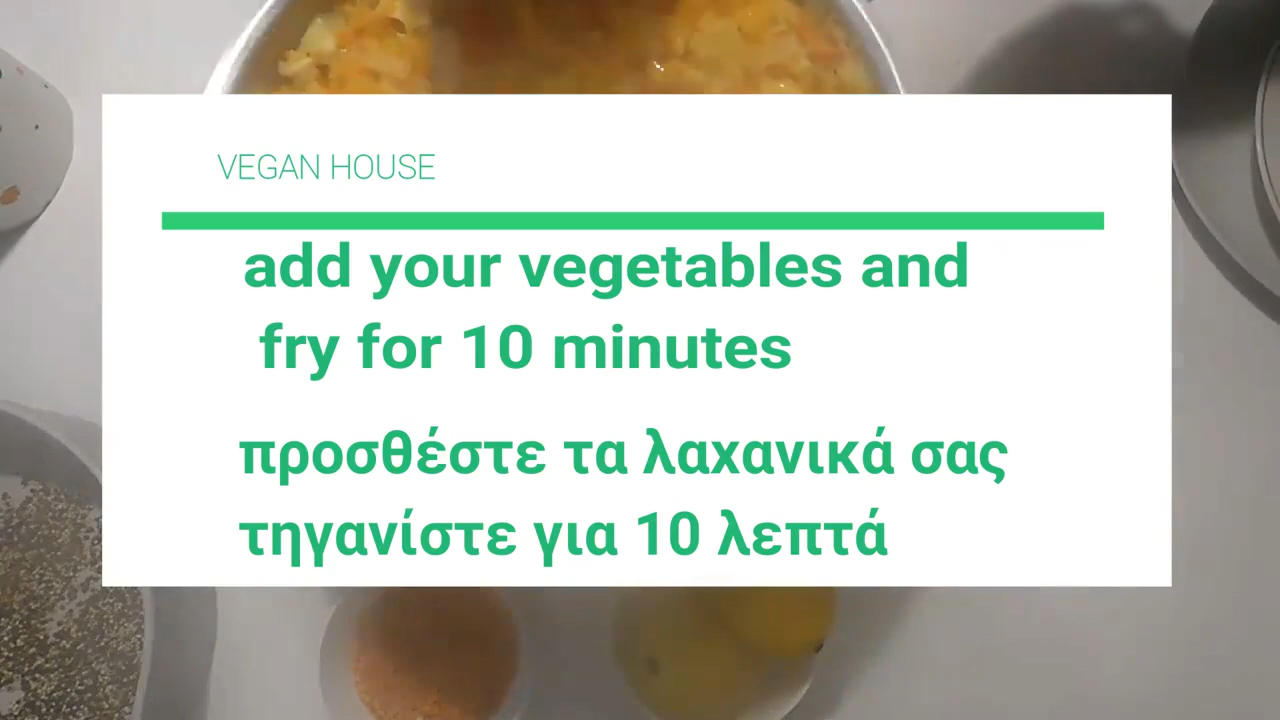 VEGAN HOUSE
add your vegetables and
fry for 10 minutes
προσθέστε τα λαχανικά σας
τηγανίστε για 10 λεπτά